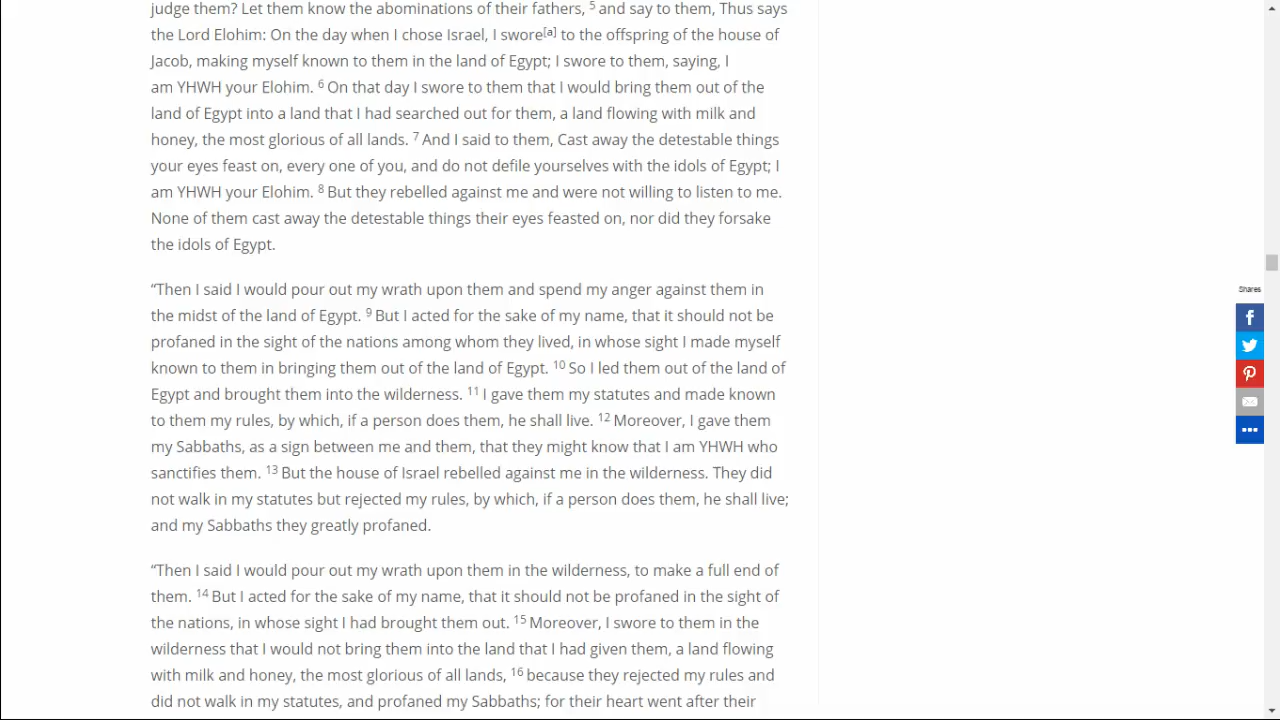 judge them? Let them know the abominations of their fathers, 5 and say to them, Thus says
the Lord Elohim: On the day when I chose Israel, I swore[a] to the offspring of the house of
Jacob, making myself known to them in the land of Egypt; I swore to them, saying, I
am YHWH your Elohim. 6 On that day I swore to them that I would bring them out of the
land of Egypt into a land that I had searched out for them, a land flowing with milk and
honey, the most glorious of all lands. 7 And I said to them, Cast away the detestable things
your eyes feast on, every one of you, and do not defile yourselves with the idols of Egypt; I
am YHWH your Elohim. 8 But they rebelled against me and were not willing to listen to me.
None of them cast away the detestable things their eyes feasted on, nor did they forsake
the idols of Egypt.
“Then I said I would pour out my wrath upon them and spend my anger against them in
the midst of the land of Egypt. 9 But I acted for the sake of my name, that it should not be
profaned in the sight of the nations among whom they lived, in whose sight I made myself
known to them in bringing them out of the land of Egypt. 10 So I led them out of the land of
Egypt and brought them into the wilderness. 11 I gave them my statutes and made known
to them my rules, by which, if a person does them, he shall live. 12 Moreover, I gave them
my Sabbaths, as a sign between me and them, that they might know that I am YHWH who
sanctifies them. 13 But the house of Israel rebelled against me in the wilderness. They did
not walk in my statutes but rejected my rules, by which, if a person does them, he shall live;
and my Sabbaths they greatly profaned.
“Then I said I would pour out my wrath upon them in the wilderness, to make a full end of
them. 14 But I acted for the sake of my name, that it should not be profaned in the sight of
the nations, in whose sight I had brought them out. 15 Moreover, I swore to them in the
wilderness that I would not bring them into the land that I had given them, a land flowing
with milk and honey, the most glorious of all lands, 16 because they rejected my rules and
did not walk in my statutes, and profaned my Sabbaths; for their heart went after their
Shares